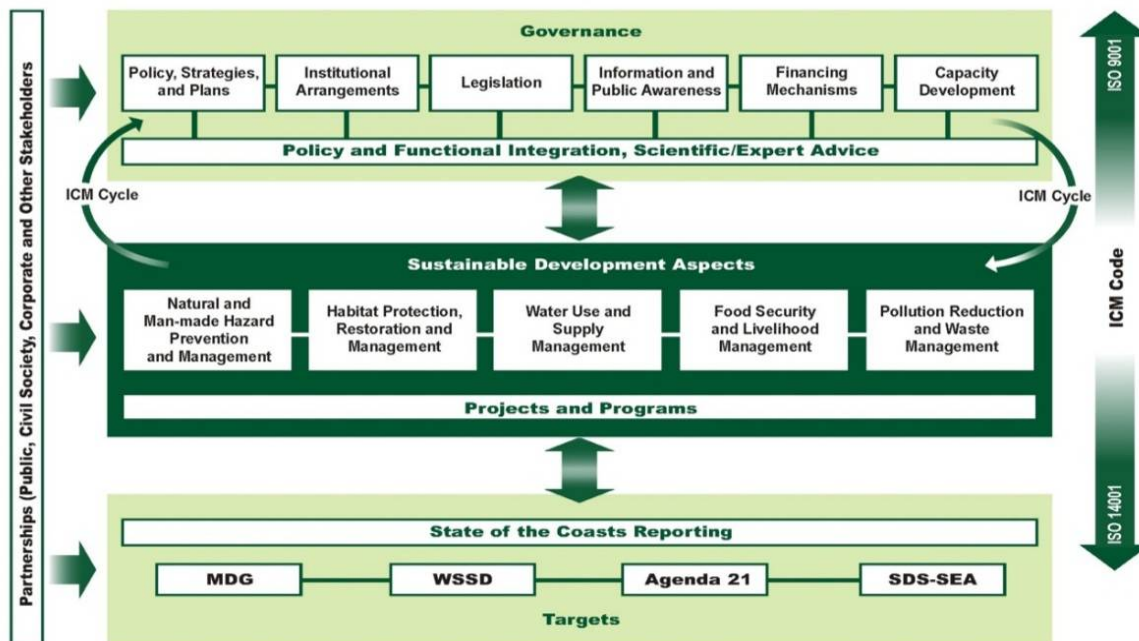 Partnerships (Public, Civil Society, Corporate and Other Stakeholders
Governance
Policy, Strategies,
and Plans
Institutional
Arrangements
Legislation
Information and
Public Awareness
Financing
Mechanisms
Capacity
Development
Policy and Functional Integration, Scientific/Expert Advice
ICM Cycle
ICM Cycle
Sustainable Development Aspects
Natural and
Man-made Hazard
Prevention
and Management
Habitat Protection,
Restoration and
Management
Water Use and
Supply
Management
Food Security
and Livelihood
Management
Pollution Reduction
and Waste
Management
Projects and Programs
State of the Coasts Reporting
MDG
WSSD
Agenda 21
SDS-SEA
Targets
ISO 9001
ICM Code
ISO 14001